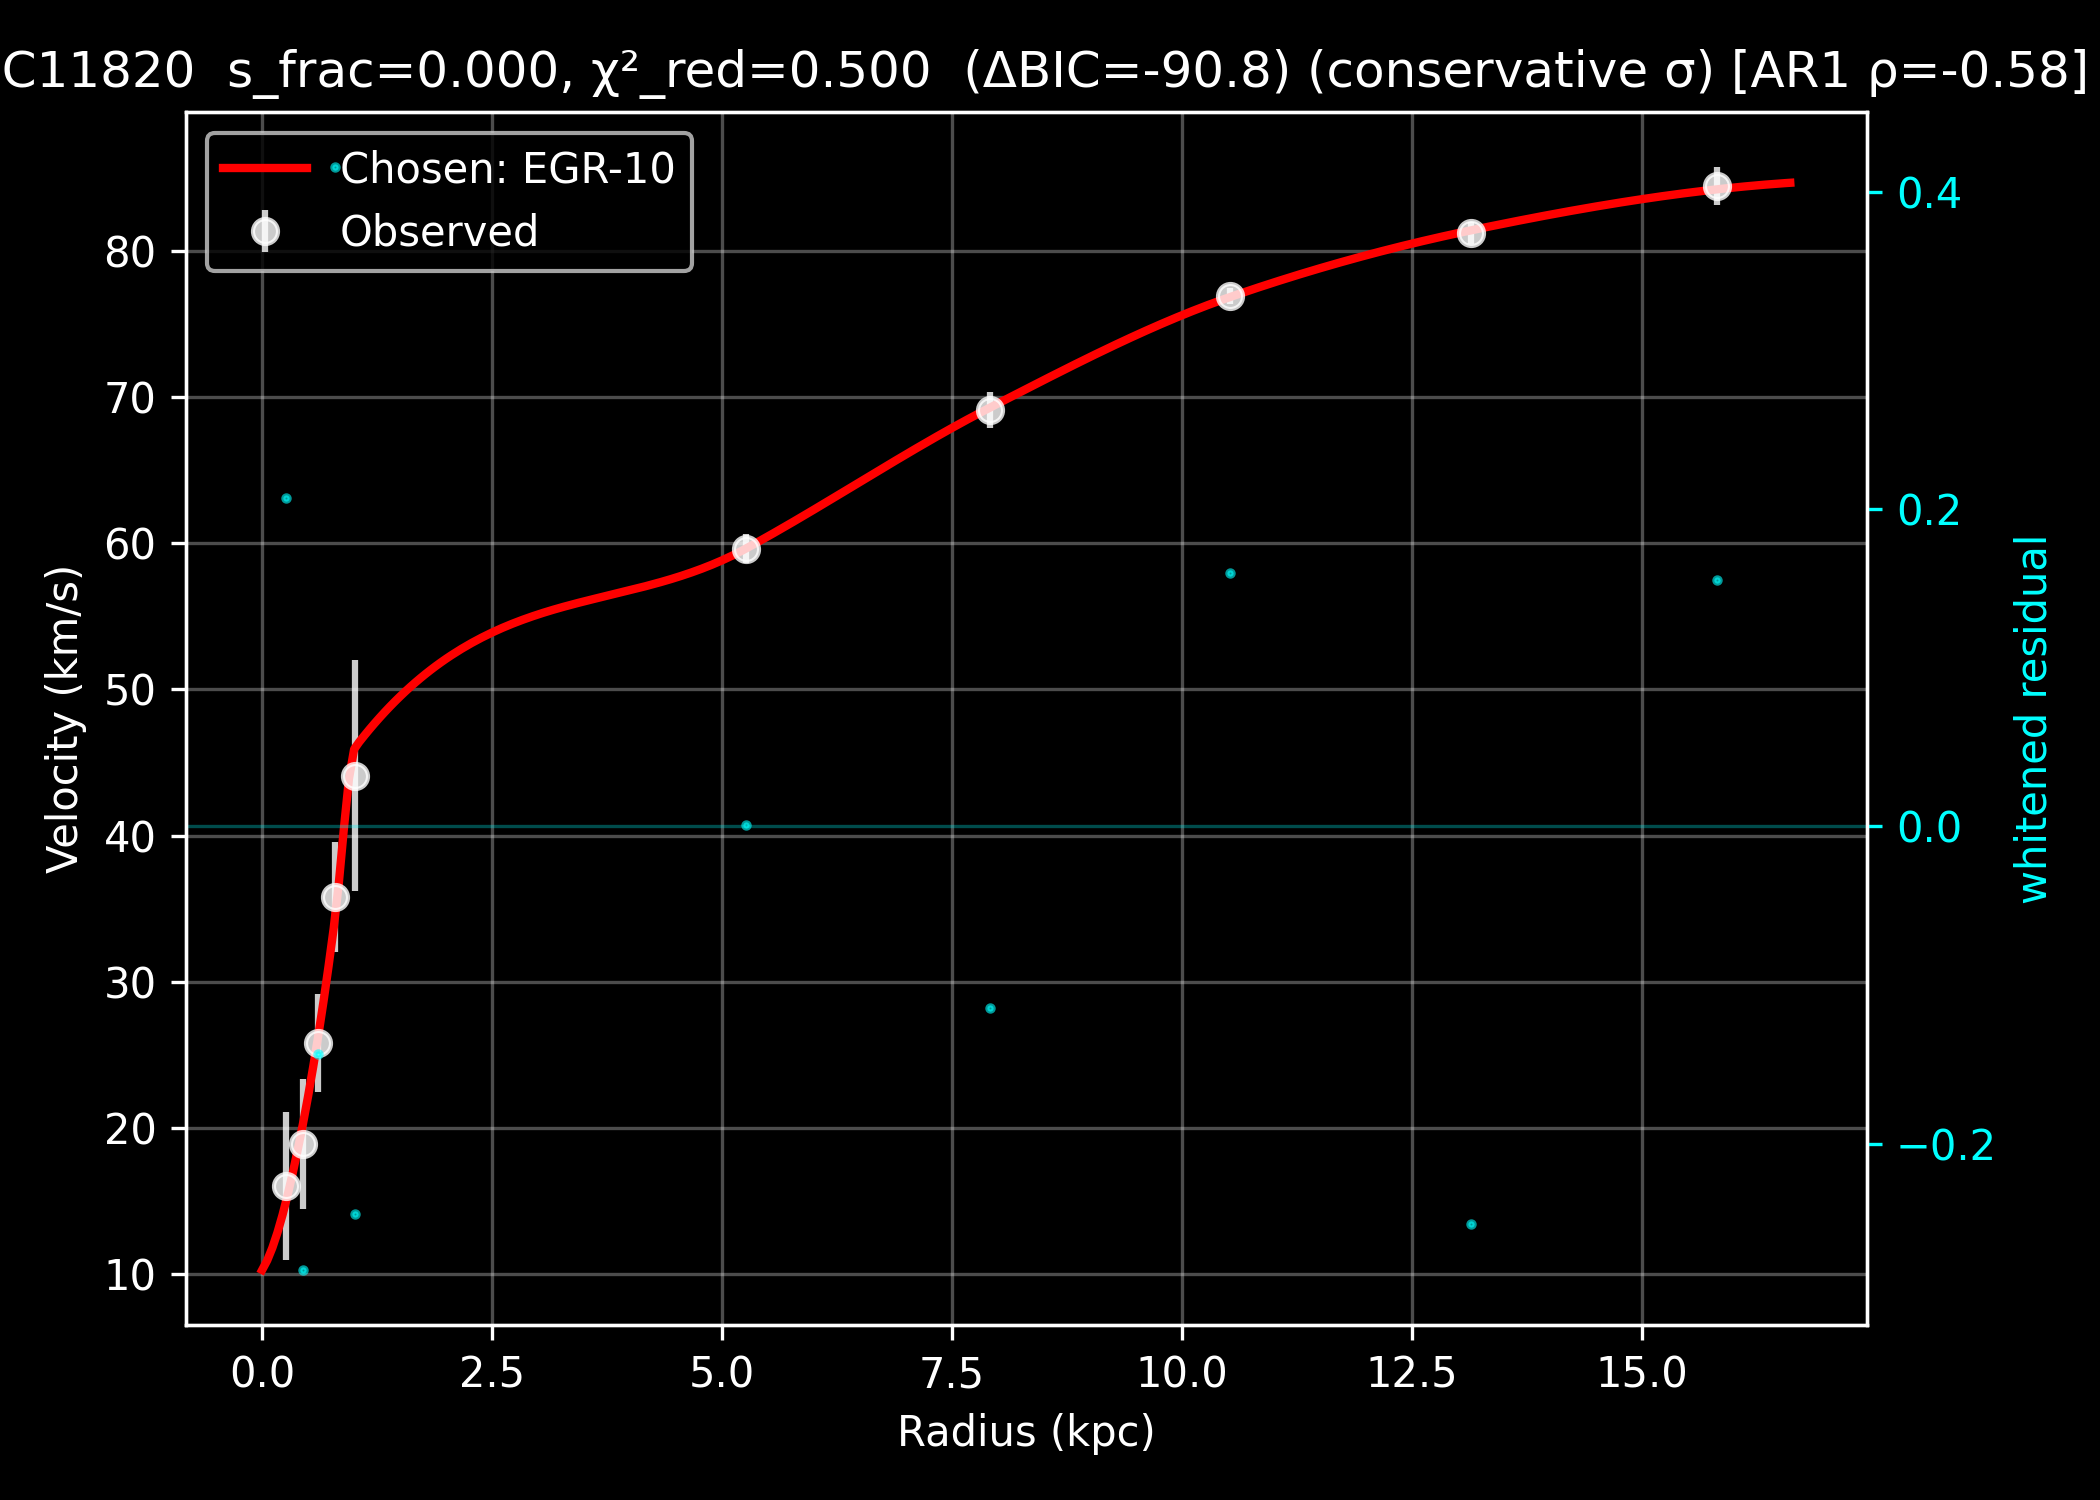 C11820 s_frac=0.000, χ²_red=0.500 (ΔBIC=-90.8) (conservative σ) [AR1 ρ=-0.58]
Chosen: EGR-10
Observed
80
70
60
50
40
30
20
10
Velocity (km/s)
0.4
0.2
0.0
−0.2
whitened residual
0.0 2.5 5.0 7.5 10.0 12.5 15.0
Radius (kpc)